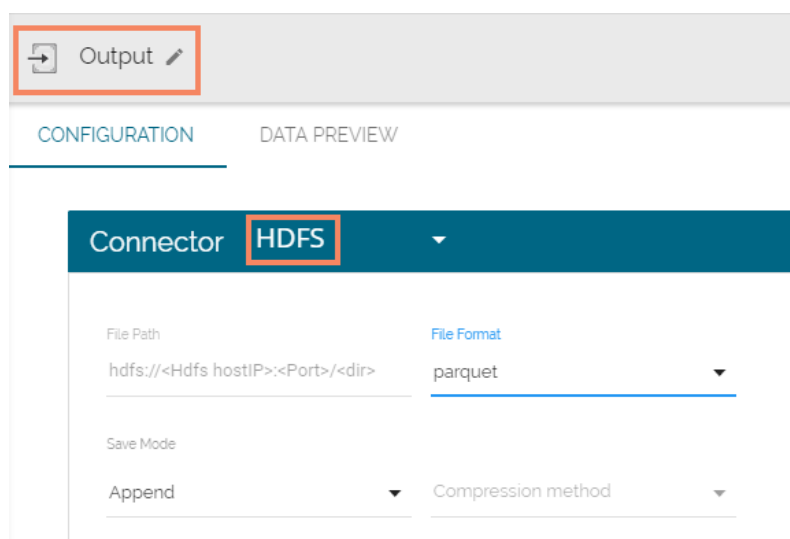 Output
CONFIGURATION DATA PREVIEW
Connector HDFS
File Path File Format
hdfs://<Hdfs hostIP>:<Port>/<dir> parquet
Save Mode
Append Compression method